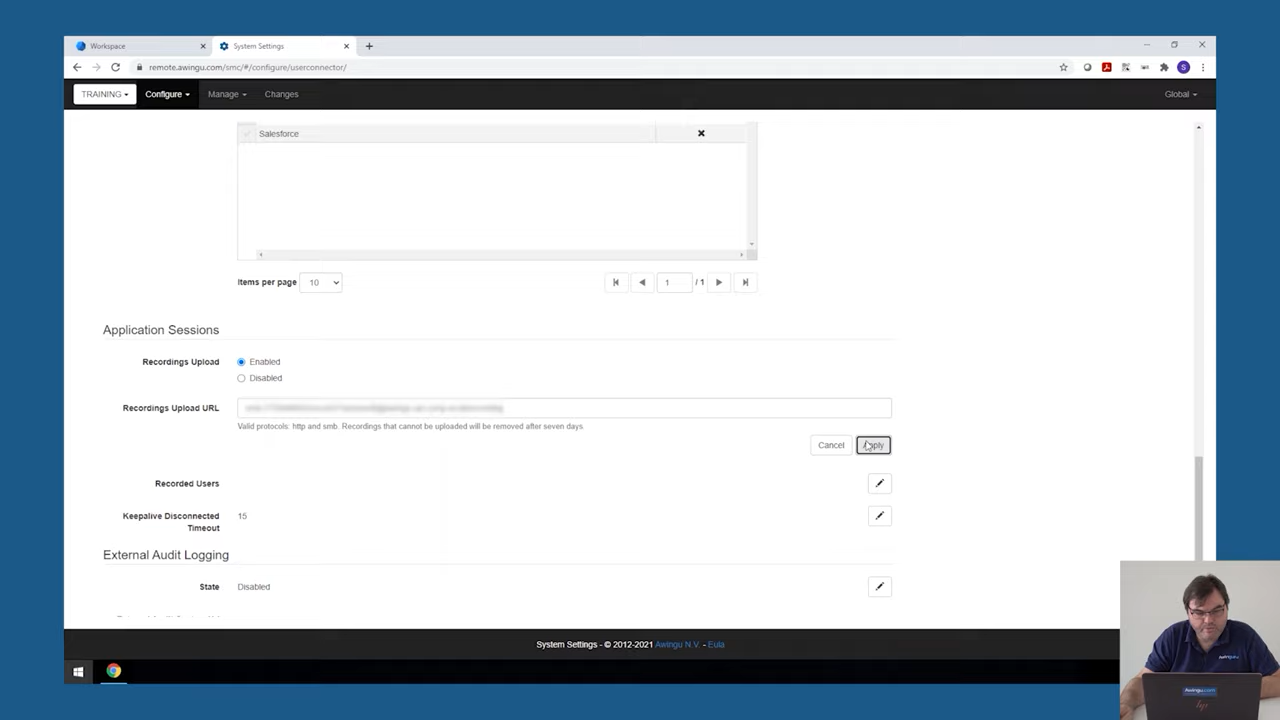 Workspace
System Settings
remote.awingu.com/smc/#/configure/userconnector/
S
TRAINING
Configure
Manage
Changes
Global
Salesforce
Items per page
10
1
/ 1
Application Sessions
Recordings Upload
Enabled
Disabled
Recordings Upload URL
Valid protocols: http and smb. Recordings that cannot be uploaded will be removed after seven days.
Cancel
Apply
Recorded Users
Keepalive Disconnected
Timeout
15
External Audit Logging
State
Disabled
System Settings - © 2012-2021 Awingu N.V. - Eula
Awingu.com
hp